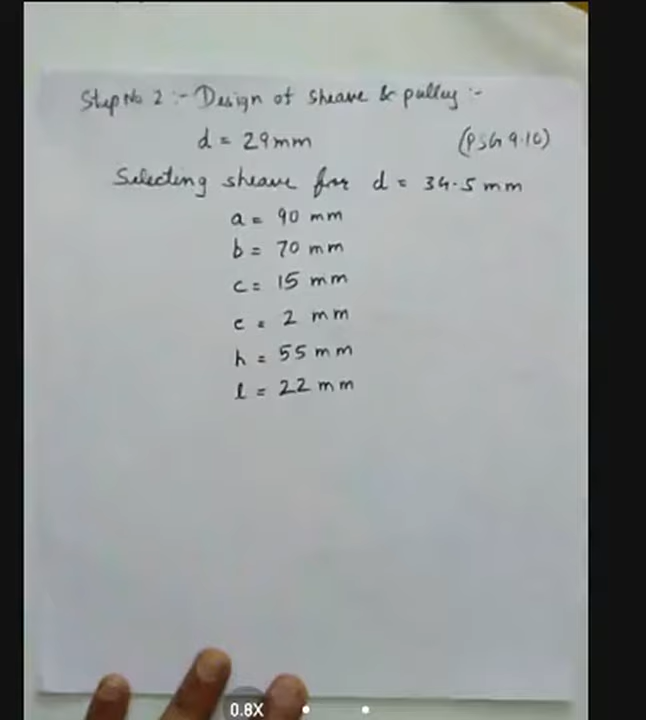 Step No 2 :- Design of sheave & pulley :-
d = 29mm (PSG 9.10)
Selecting sheave for d = 34.5 mm
a = 90 mm
b = 70 mm
c = 15 mm
e = 2 mm
h = 55 mm
l = 22 mm
0.8X